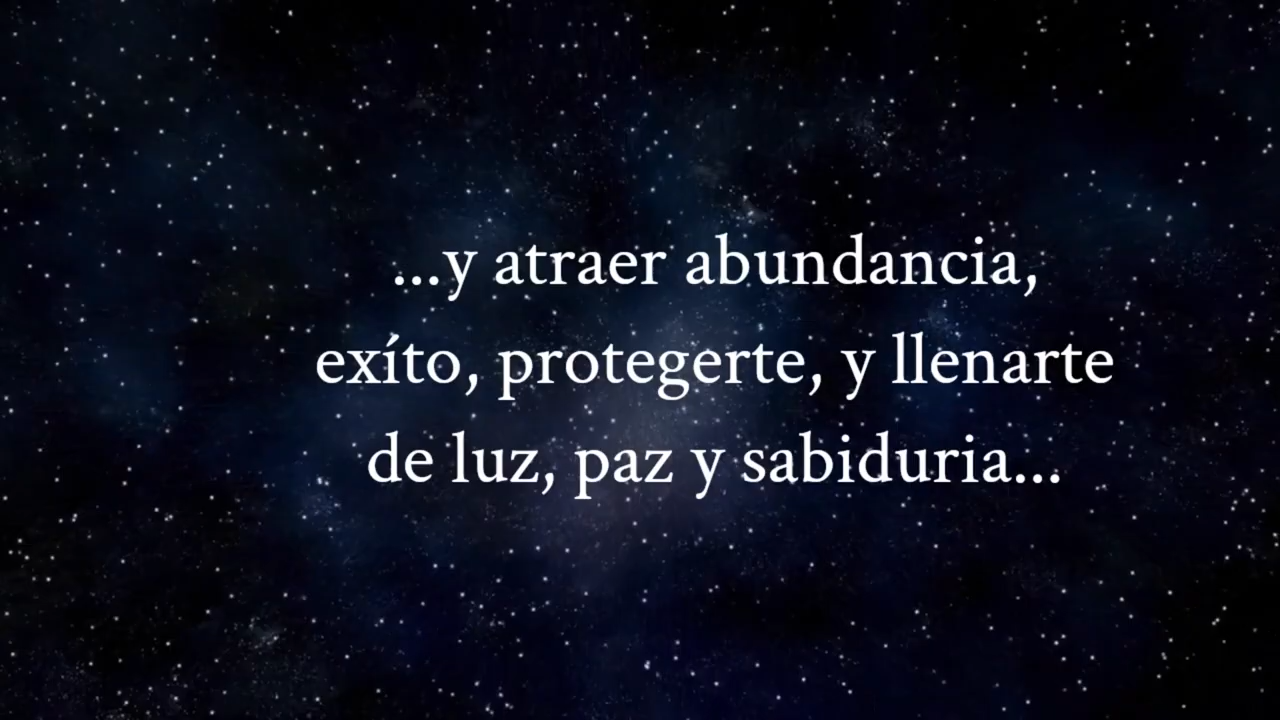 ...y atraer abundancia,
exíto, protegerte, y llenarte
de luz, paz y sabiduria...